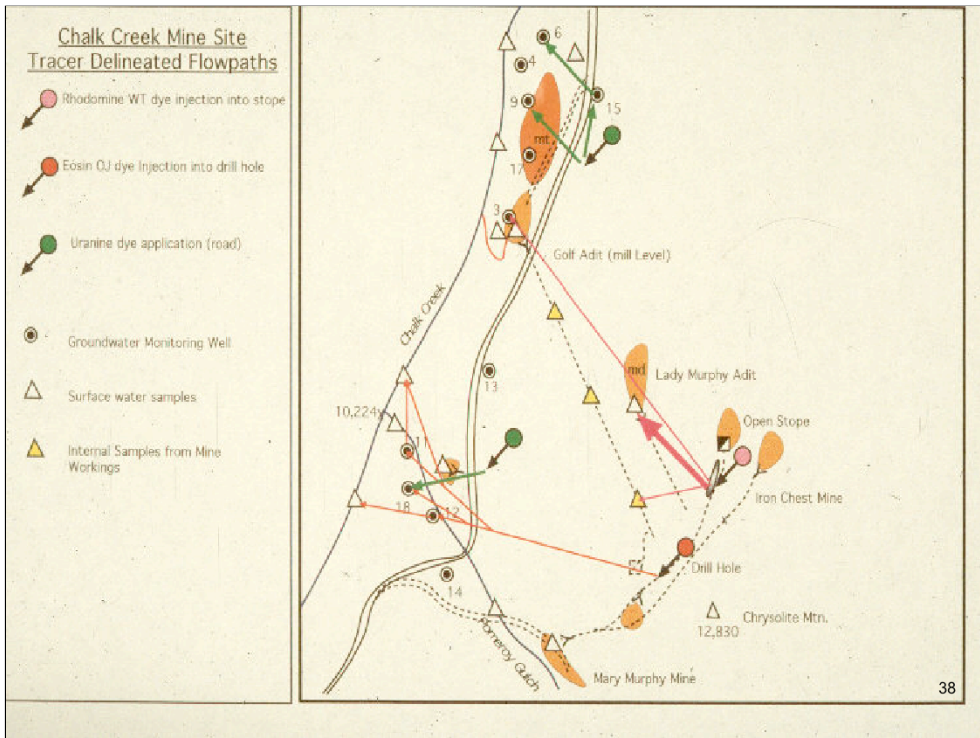 Chalk Creek Mine Site
Tracer Delineated Flowpaths
Rhodomine WT dye injection into stope
Eosin OJ dye Injection into drill hole
Uranine dye application (road)
Groundwater Monitoring Well
Surface water samples
Internal Samples from Mine
Workings
6
4
9
15
mt
17
3
Golf Adit (mill Level)
Chalk Creek
13
md
Lady Murphy Adit
10,224
Open Stope
11
Iron Chest Mine
18
12
Drill Hole
14
Chrysolite Mtn.
12,830
Pomeroy Gulch
Mary Murphy Mine
38